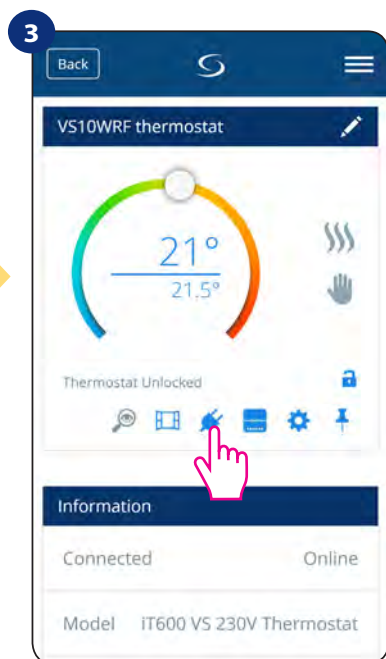 3
Back
VS10WRF thermostat
21°
21.5°
Thermostat Unlocked
Information
Connected Online
Model iT600 VS 230V Thermostat